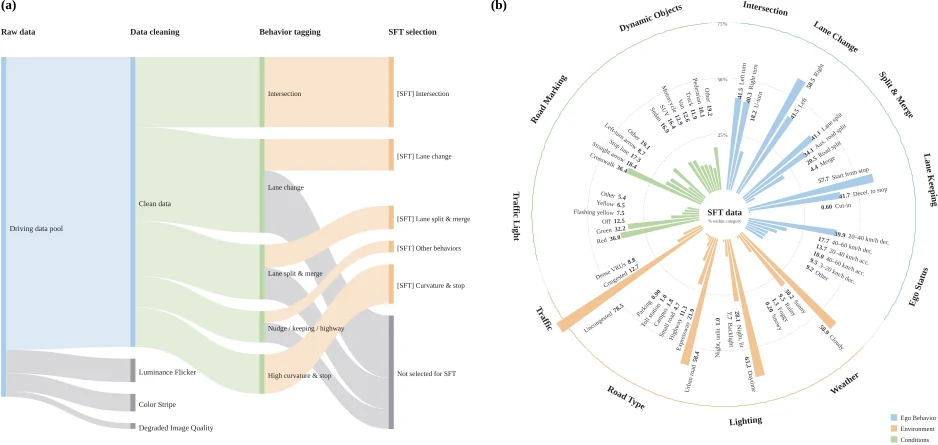 (a)
Raw data
Data cleaning
Behavior tagging
SFT selection
Driving data pool
Clean data
Luminance Flicker
Color Stripe
Degraded Image Quality
Intersection
Lane change
Lane split & merge
Nudge / keeping / highway
High curvature & stop
[SFT] Intersection
[SFT] Lane change
[SFT] Lane split & merge
[SFT] Other behaviors
[SFT] Curvature & stop
Not selected for SFT
(b)
Intersection
Lane Change
Split & Merge
Lane Keeping
Ego Status
Weather
Lighting
Road Type
Traffic
Traffic Light
Road Marking
Dynamic Objects
75%
50%
25%
SFT data
% within category
41.5 Left turn
40.3 Right turn
18.2 U-turn
58.5 Right
41.5 Left
41.1 Lane split
34.1 Aux. road split
20.5 Road split
4.4 Merge
57.7 Start from stop
41.7 Decel. to stop
0.60 Cut-in
39.9 20–40 km/h dec.
17.7 40–60 km/h dec.
13.7 20–40 km/h acc.
10.0 40–60 km/h acc.
9.5 3–20 km/h dec.
9.2 Other
58.0 Cloudy
30.2 Sunny
9.5 Rainy
1.5 Foggy
0.20 Snowy
63.2 Daytime
28.1 Night, lit
7.7 Backlight
Night, unlit 1.0
Urban road 58.4
Expressway 23.9
Highway 11.3
Small road 4.7
Campus 1.0
Toll station 1.0
Parking 0.90
Uncongested 78.5
Congested 12.7
Dense VRUs 8.8
Red 36.0
Green 32.2
Off 12.5
Flashing yellow 7.5
Yellow 6.5
Other 5.4
Crosswalk 36.4
Straight arrow 18.4
Stop line 17.3
Left-turn arrow 8.7
Other 19.1
Sedan 16.9
SUV 16.4
Motorcycle 12.9
Van 12.6
Truck 11.9
Pedestrian 10.1
Other 19.2
Ego Behavior
Environment
Conditions